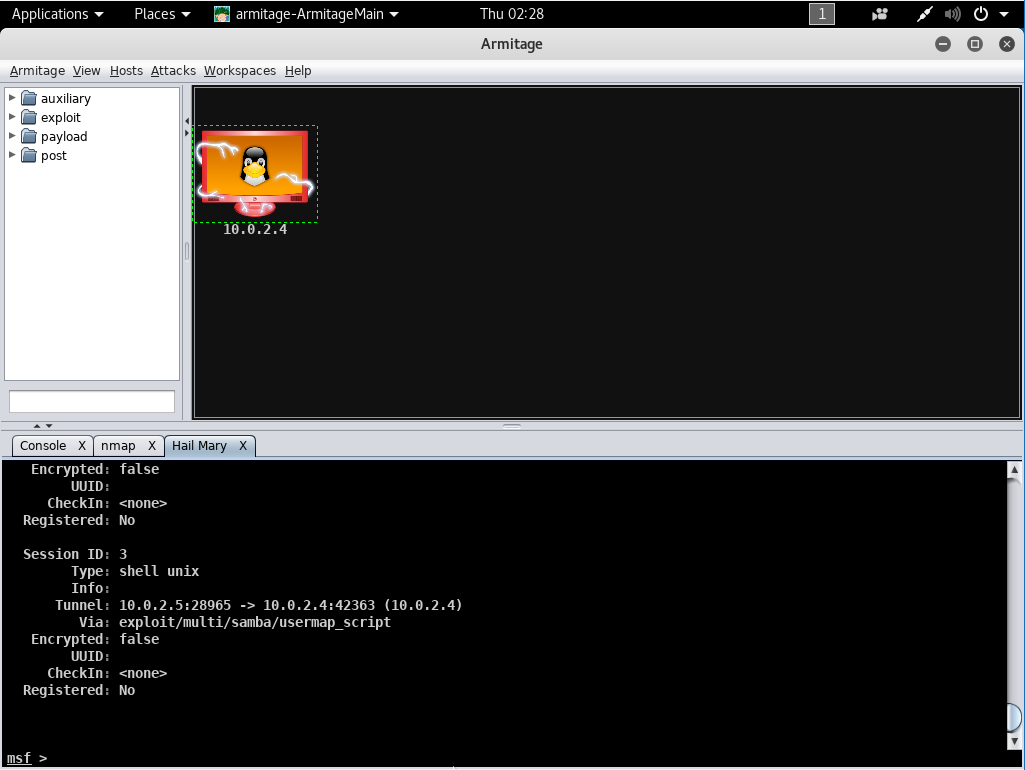 Applications Places armitage-ArmitageMain Thu 02:28 1
Armitage
Armitage View Hosts Attacks Workspaces Help
auxiliary
exploit
payload
post
10.0.2.4
Console X nmap X Hail Mary X
Encrypted: false
UUID:
CheckIn: <none>
Registered: No
Session ID: 3
Type: shell unix
Info:
Tunnel: 10.0.2.5:28965 -> 10.0.2.4:42363 (10.0.2.4)
Via: exploit/multi/samba/usermap_script
Encrypted: false
UUID:
CheckIn: <none>
Registered: No
msf >